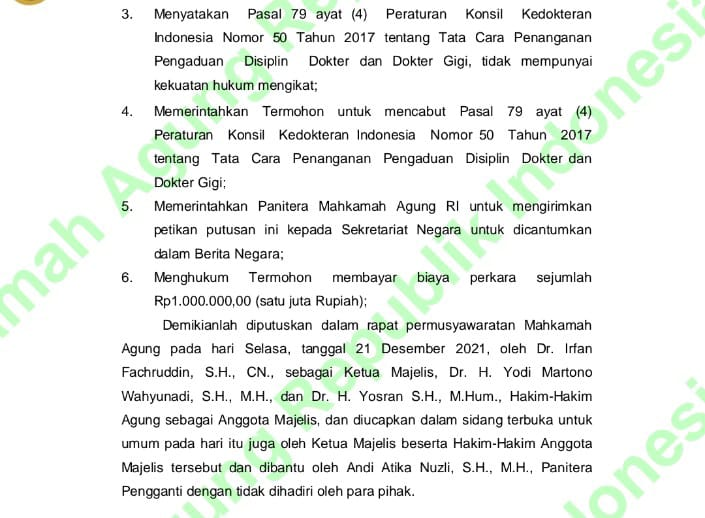 3. Menyatakan Pasal 79 ayat (4) Peraturan Konsil Kedokteran
Indonesia Nomor 50 Tahun 2017 tentang Tata Cara Penanganan
Pengaduan Disiplin Dokter dan Dokter Gigi, tidak mempunyai
kekuatan hukum mengikat;
4. Memerintahkan Termohon untuk mencabut Pasal 79 ayat (4)
Peraturan Konsil Kedokteran Indonesia Nomor 50 Tahun 2017
tentang Tata Cara Penanganan Pengaduan Disiplin Dokter dan
Dokter Gigi;
5. Memerintahkan Panitera Mahkamah Agung RI untuk mengirimkan
petikan putusan ini kepada Sekretariat Negara untuk dicantumkan
dalam Berita Negara;
6. Menghukum Termohon membayar biaya perkara sejumlah
Rp1.000.000,00 (satu juta Rupiah);
Demikianlah diputuskan dalam rapat permusyawaratan Mahkamah
Agung pada hari Selasa, tanggal 21 Desember 2021, oleh Dr. Irfan
Fachruddin, S.H., CN., sebagai Ketua Majelis, Dr. H. Yodi Martono
Wahyunadi, S.H., M.H., dan Dr. H. Yosran S.H., M.Hum., Hakim-Hakim
Agung sebagai Anggota Majelis, dan diucapkan dalam sidang terbuka untuk
umum pada hari itu juga oleh Ketua Majelis beserta Hakim-Hakim Anggota
Majelis tersebut dan dibantu oleh Andi Atika Nuzli, S.H., M.H., Panitera
Pengganti dengan tidak dihadiri oleh para pihak.
mah Agung Republik Indonesi
ung Republik Indonesia
onesi